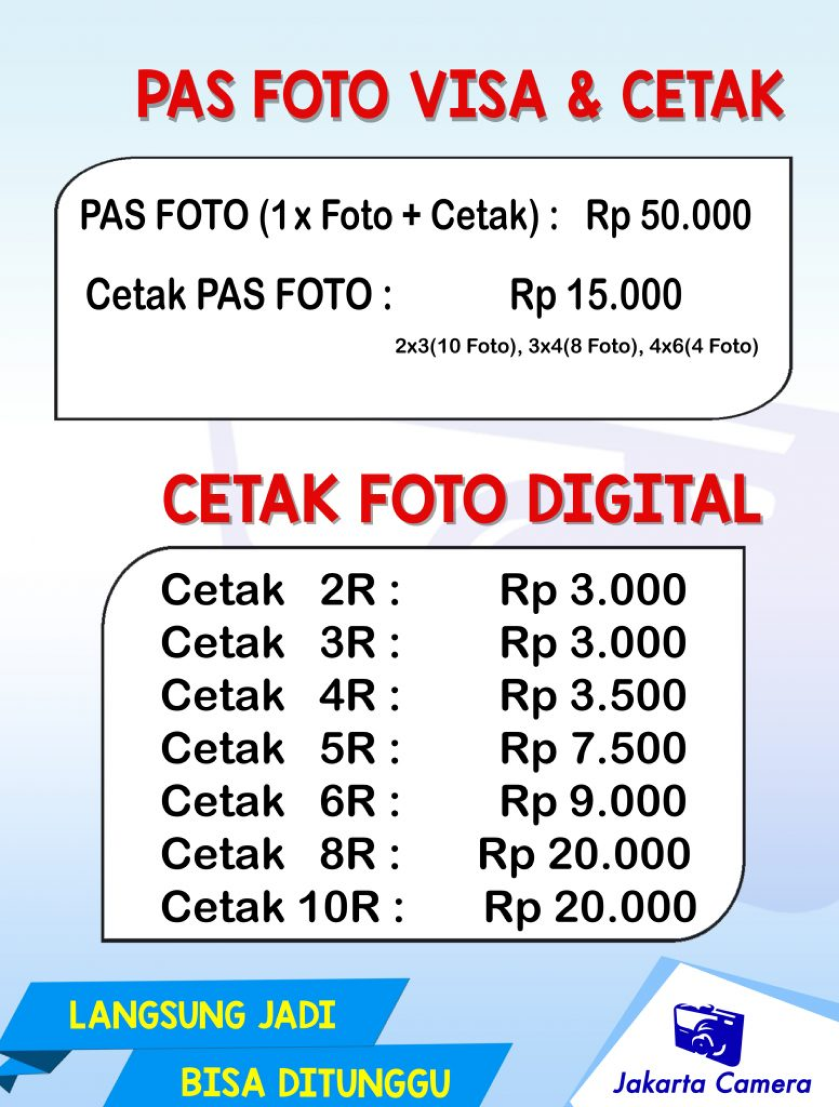 PAS FOTO VISA & CETAK
PAS FOTO (1x Foto + Cetak) : Rp 50.000
Cetak PAS FOTO : Rp 15.000
2x3(10 Foto), 3x4(8 Foto), 4x6(4 Foto)
CETAK FOTO DIGITAL
Cetak 2R : Rp 3.000
Cetak 3R : Rp 3.000
Cetak 4R : Rp 3.500
Cetak 5R : Rp 7.500
Cetak 6R : Rp 9.000
Cetak 8R : Rp 20.000
Cetak 10R : Rp 20.000
LANGSUNG JADI
BISA DITUNGGU
Jakarta Camera